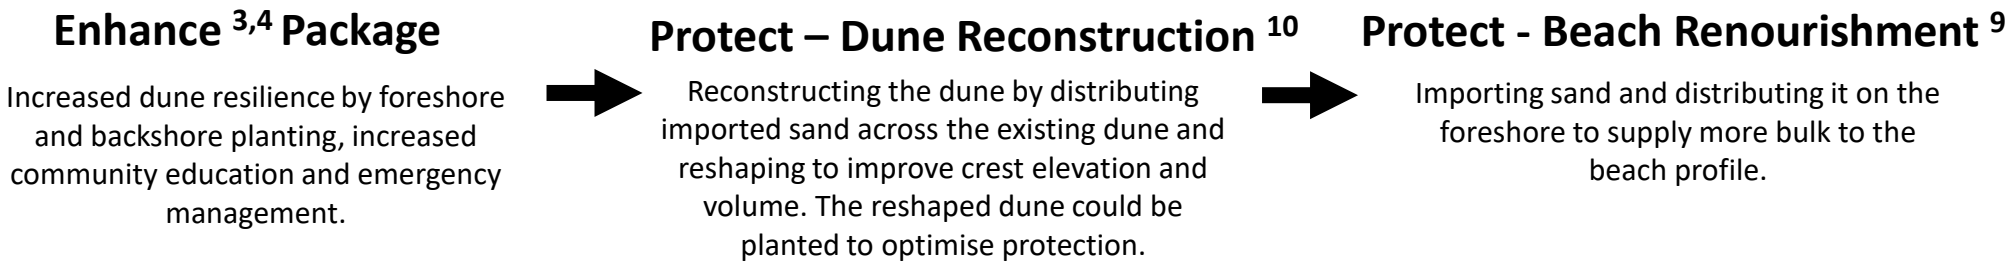 Enhance 3,4 Package
Increased dune resilience by foreshore
and backshore planting, increased
community education and emergency
management.
Protect – Dune Reconstruction 10
Reconstructing the dune by distributing
imported sand across the existing dune and
reshaping to improve crest elevation and
volume. The reshaped dune could be
planted to optimise protection.
Protect - Beach Renourishment 9
Importing sand and distributing it on the
foreshore to supply more bulk to the
beach profile.